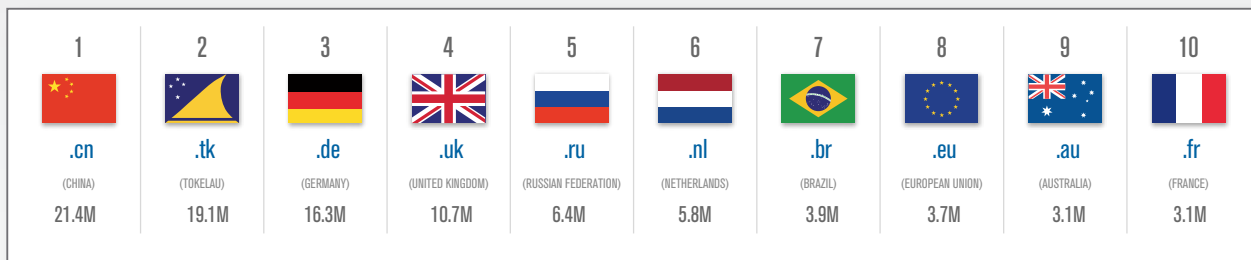 1 2 3 4 5 6 7 8 9 10
.cn .tk .de .uk .ru .nl .br .eu .au .fr
(CHINA) (TOKELAU) (GERMANY) (UNITED KINGDOM) (RUSSIAN FEDERATION) (NETHERLANDS) (BRAZIL) (EUROPEAN UNION) (AUSTRALIA) (FRANCE)
21.4M 19.1M 16.3M 10.7M 6.4M 5.8M 3.9M 3.7M 3.1M 3.1M